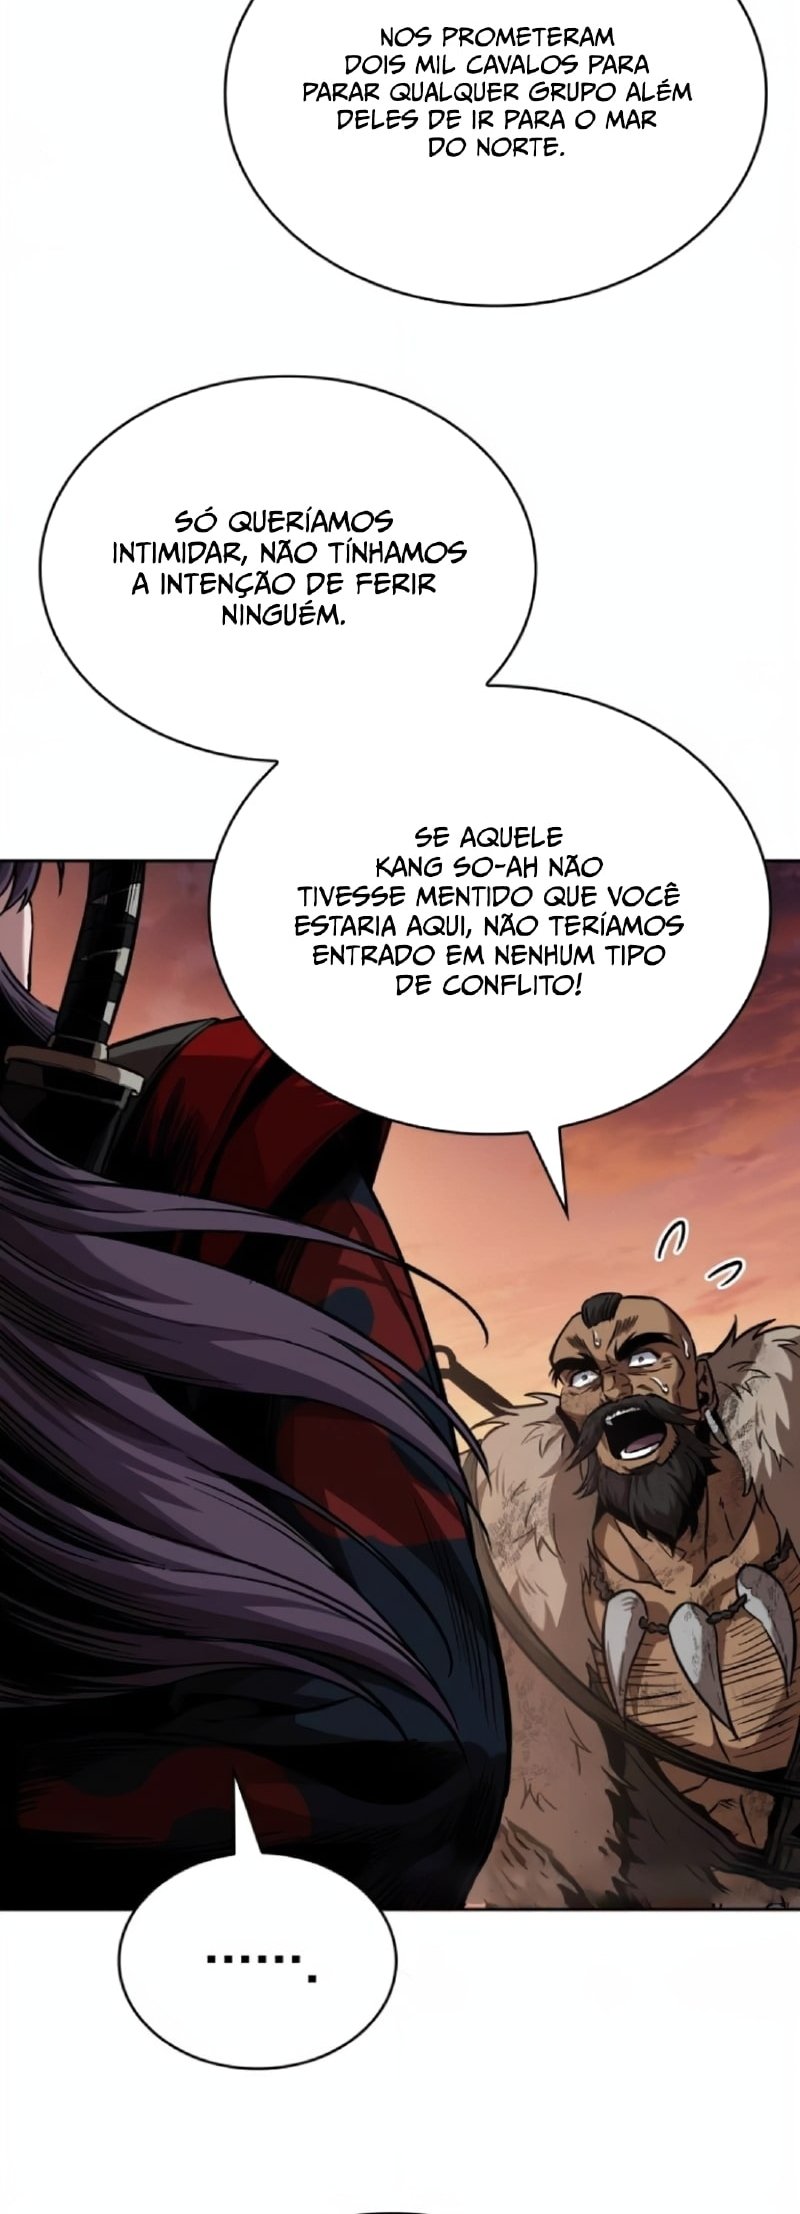 NOS PROMETERAM
DOIS MIL CAVALOS PARA
PARAR QUALQUER GRUPO ALÉM
DELES DE IR PARA O MAR
DO NORTE.
SÓ QUERÍAMOS
INTIMIDAR, NÃO TÍNHAMOS
A INTENÇÃO DE FERIR
NINGUÉM.
SE AQUELE
KANG SO-AH NÃO
TIVESSE MENTIDO QUE VOCÊ
ESTARIA AQUI, NÃO TERÍAMOS
ENTRADO EM NENHUM TIPO
DE CONFLITO!
.......